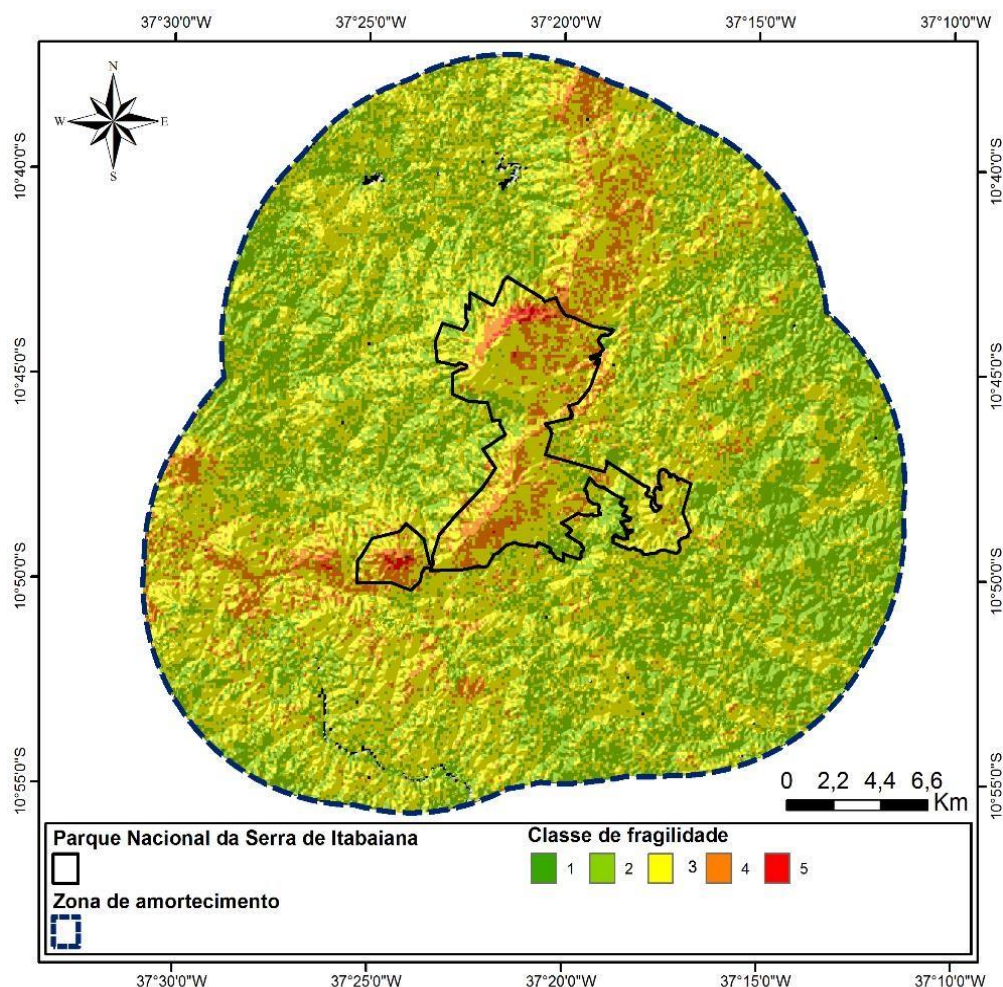 37°30'0"W 37°25'0"W 37°20'0"W 37°15'0"W 37°10'0"W
N
W E
S
10°40'0"S 10°40'0"S
10°45'0"S 10°45'0"S
10°50'0"S 10°50'0"S
10°55'0"S 10°55'0"S
0 2,2 4,4 6,6
Km
Parque Nacional da Serra de Itabaiana
Zona de amortecimento
Classe de fragilidade
1 2 3 4 5
37°30'0"W 37°25'0"W 37°20'0"W 37°15'0"W 37°10'0"W